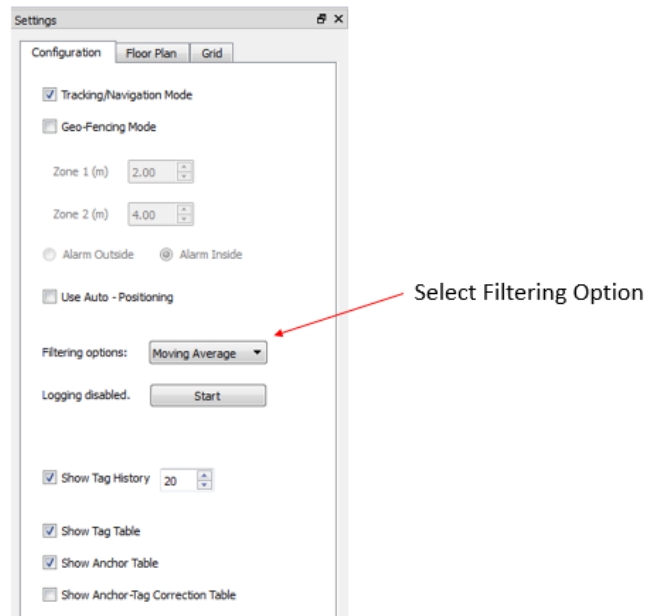 Settings
Configuration Floor Plan Grid
Tracking/Navigation Mode
Geo-Fencing Mode
Zone 1 (m) 2.00
Zone 2 (m) 4.00
Alarm Outside Alarm Inside
Use Auto - Positioning
Select Filtering Option
Filtering options: Moving Average
Logging disabled. Start
Show Tag History 20
Show Tag Table
Show Anchor Table
Show Anchor-Tag Correction Table